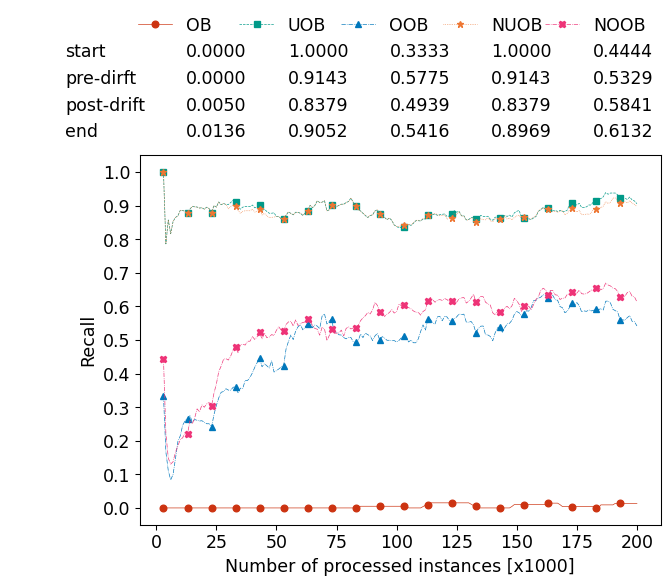 OB UOB OOB NUOB NOOB
start 0.0000 1.0000 0.3333 1.0000 0.4444
pre-dirft 0.0000 0.9143 0.5775 0.9143 0.5329
post-drift 0.0050 0.8379 0.4939 0.8379 0.5841
end 0.0136 0.9052 0.5416 0.8969 0.6132
1.0
0.9
0.8
0.7
0.6
0.5
0.4
0.3
0.2
0.1
0.0
Recall
0 25 50 75 100 125 150 175 200
Number of processed instances [x1000]